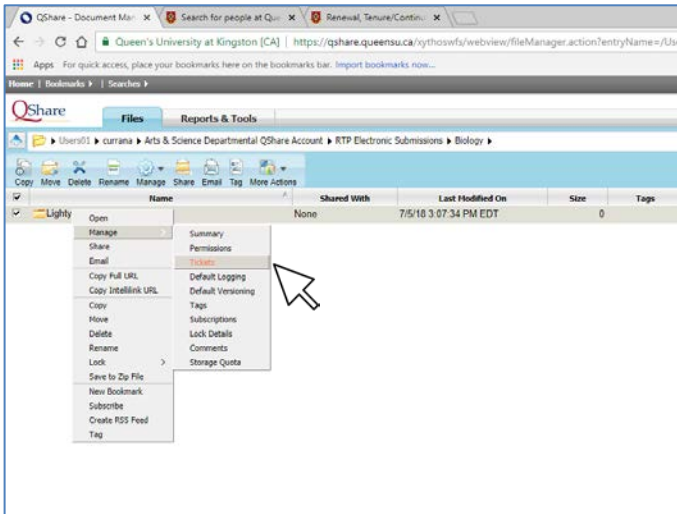 QShare - Document Man Search for people at Que Renewal, Tenure/Continu
Queen's University at Kingston [CA] | https://qshare.queensu.ca/xythoswfs/webview/fileManager.action?entryName=/Use
Apps For quick access, place your bookmarks here on the bookmarks bar. Import bookmarks now...
Home | Bookmarks | Searches
QShare Files Reports & Tools
Users01 currana Arts & Science Departmental QShare Account RTP Electronic Submissions Biology
Copy Move Delete Rename Manage Share Email Tag More Actions
Name Shared With Last Modified On Size Tags
Lighty None 7/5/18 3:07:34 PM EDT 0
Open
Manage
Share
Email
Copy Full URL
Copy Intellilink URL
Copy
Move
Delete
Rename
Lock
Save to Zip File
New Bookmark
Subscribe
Create RSS Feed
Tag
Summary
Permissions
Tickets
Default Logging
Default Versioning
Tags
Subscriptions
Lock Details
Comments
Storage Quota